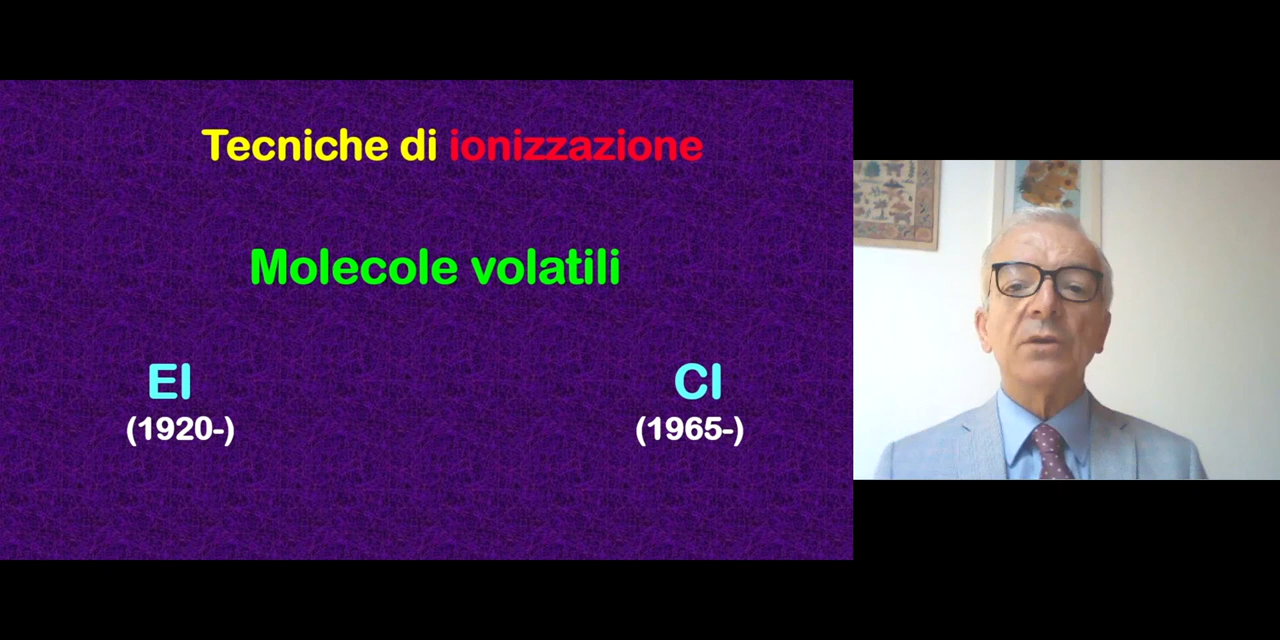 Tecniche di ionizzazione
Molecole volatili
EI
(1920-)
CI
(1965-)